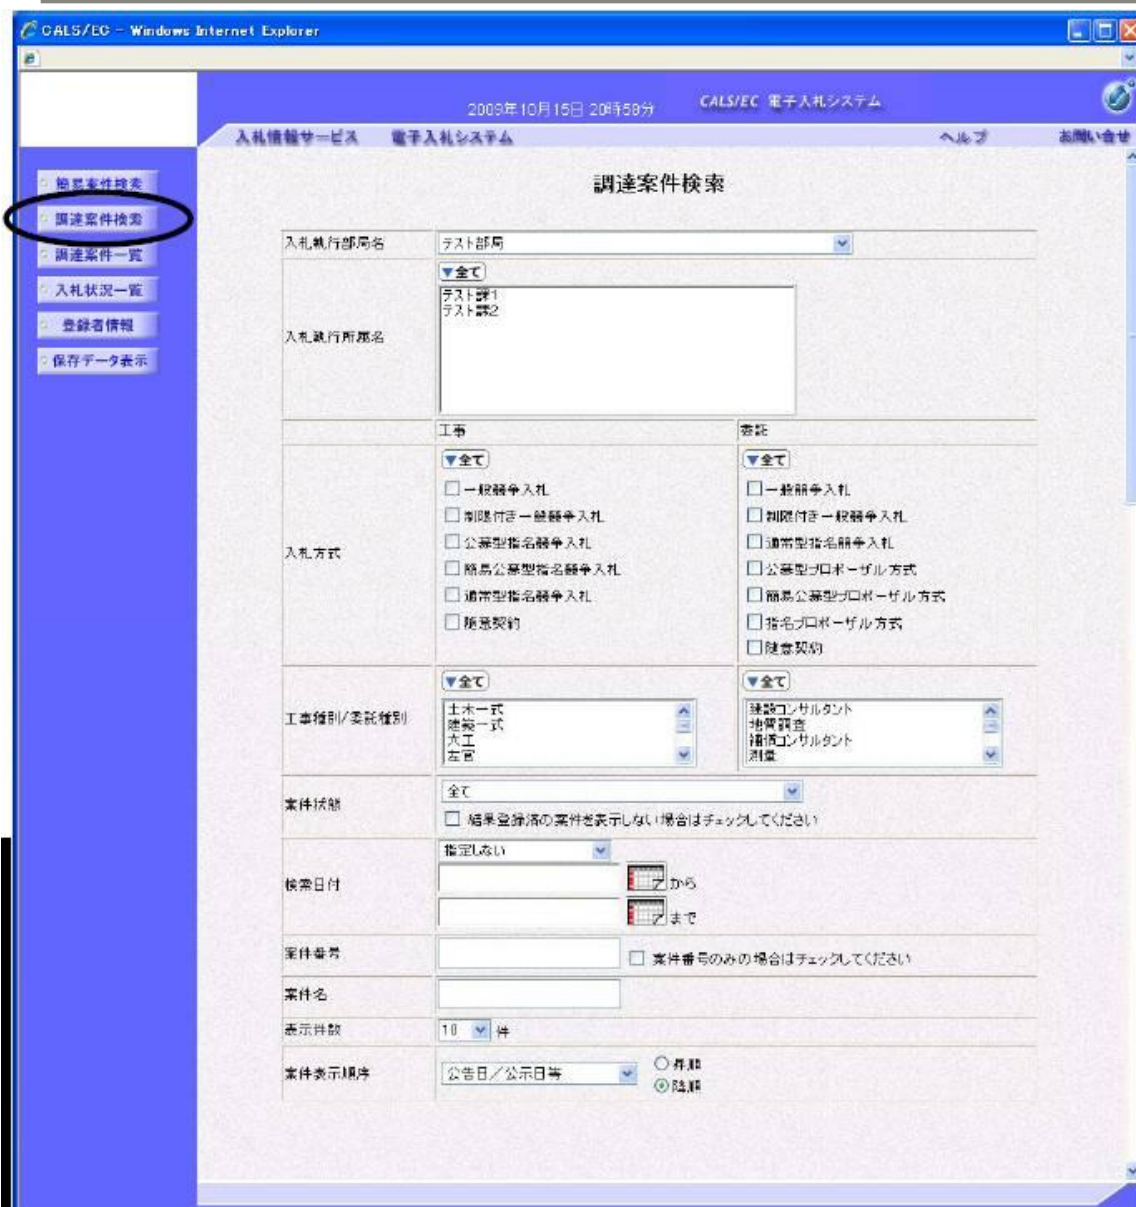 CALS/EC - Windows Internet Explorer
2009年10月15日 20時58分
CALS/EC 電子入札システム
入札情報サービス
電子入札システム
ヘルプ
お問い合せ
簡易案件検索
調達案件検索
調達案件一覧
入札状況一覧
登録者情報
保存データ表示
調達案件検索
入札執行部局名
テスト部局
入札執行所属名
▼全て
テスト課1
テスト課2
工事
委託
入札方式
▼全て
一般競争入札
制限付き一般競争入札
公募型指名競争入札
簡易公募型指名競争入札
通常型指名競争入札
随意契約
▼全て
一般競争入札
制限付き一般競争入札
通常型指名競争入札
公募型プロポーザル方式
簡易公募型プロポーザル方式
指名プロポーザル方式
随意契約
工事種別/委託種別
▼全て
土木一式
建築一式
大工
左官
▼全て
建設コンサルタント
地質調査
補償コンサルタント
測量
案件状態
全て
結果登録済の案件を表示しない場合はチェックしてください
検索日付
指定しない
から
まで
案件番号
案件番号のみの場合はチェックしてください
案件名
表示件数
10 件
案件表示順序
公告日/公示日等
昇順
降順